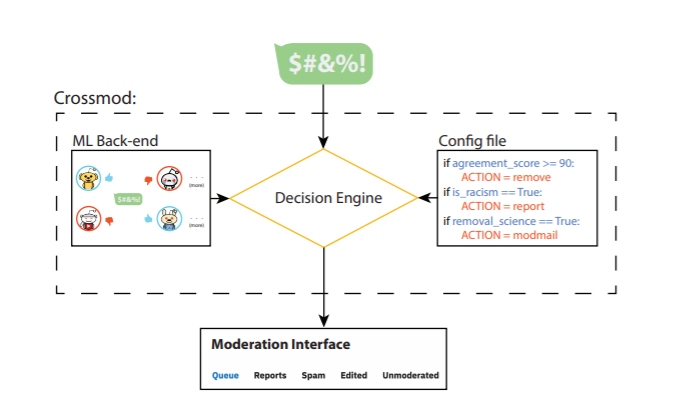 $#&%!
Crossmod:
ML Back-end
. . .
(more)
$#&%!
. . .
(more)
Decision Engine
Config file
if agreement_score >= 90:
ACTION = remove
if is_racism == True:
ACTION = report
if removal_science == True:
ACTION = modmail
Moderation Interface
Queue Reports Spam Edited Unmoderated